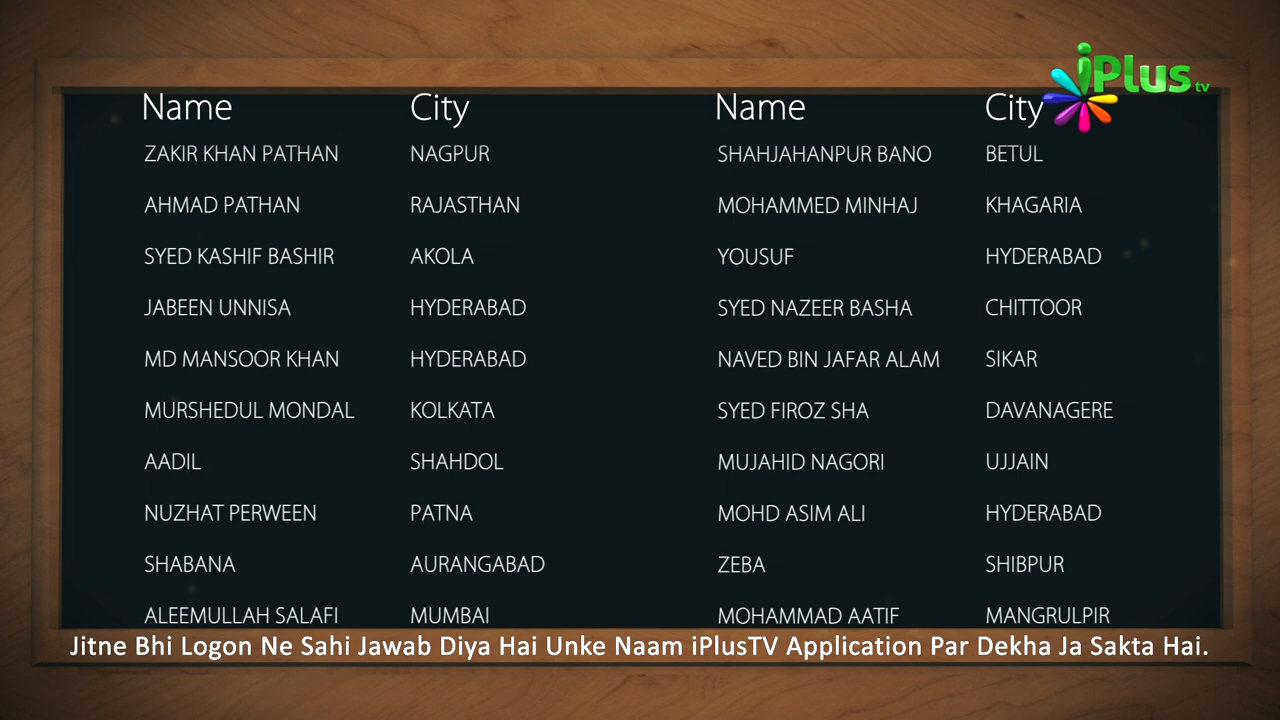 iPlus tv
Name City Name City
ZAKIR KHAN PATHAN NAGPUR SHAHJAHANPUR BANO BETUL
AHMAD PATHAN RAJASTHAN MOHAMMED MINHAJ KHAGARIA
SYED KASHIF BASHIR AKOLA YOUSUF HYDERABAD
JABEEN UNNISA HYDERABAD SYED NAZEER BASHA CHITTOOR
MD MANSOOR KHAN HYDERABAD NAVED BIN JAFAR ALAM SIKAR
MURSHEDUL MONDAL KOLKATA SYED FIROZ SHA DAVANAGERE
AADIL SHAHDOL MUJAHID NAGORI UJJAIN
NUZHAT PERWEEN PATNA MOHD ASIM ALI HYDERABAD
SHABANA AURANGABAD ZEBA SHIBPUR
ALEEMULLAH SALAFI MUMBAI MOHAMMAD AATIF MANGRULPIR
Jitne Bhi Logon Ne Sahi Jawab Diya Hai Unke Naam iPlusTV Application Par Dekha Ja Sakta Hai.